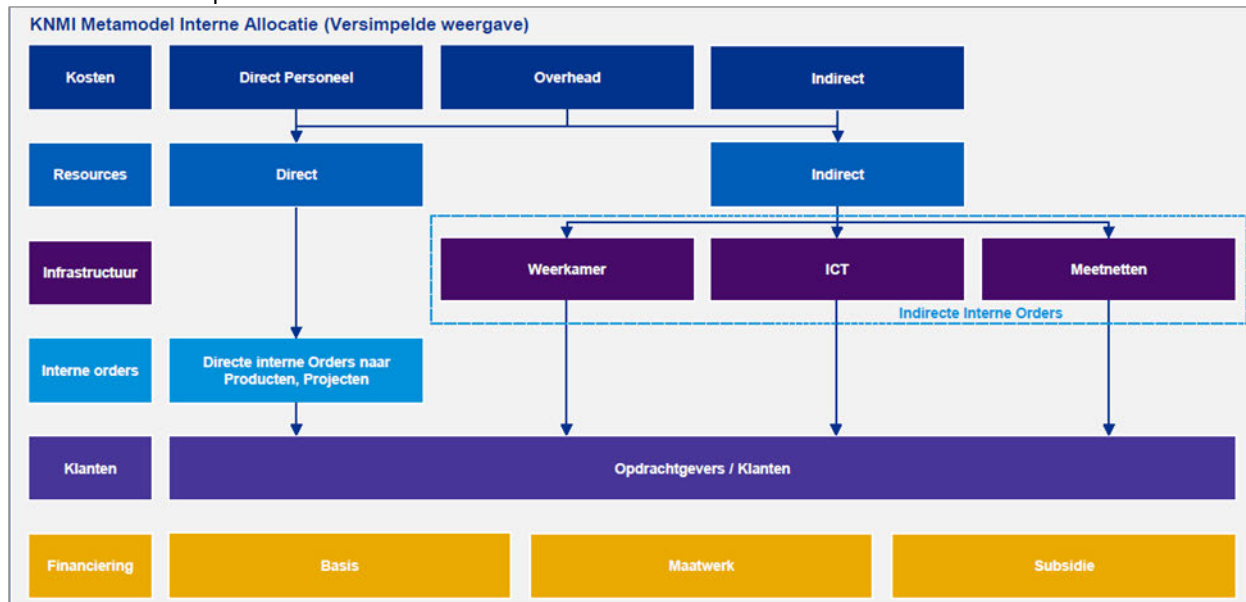 KNMI Metamodel Interne Allocatie (Versimpelde weergave)
Kosten
Direct Personeel
Overhead
Indirect
Resources
Direct
Indirect
Infrastructuur
Weerkamer
ICT
Meetnetten
Indirecte Interne Orders
Interne orders
Directe interne Orders naar
Producten, Projecten
Klanten
Opdrachtgevers / Klanten
Financiering
Basis
Maatwerk
Subsidie